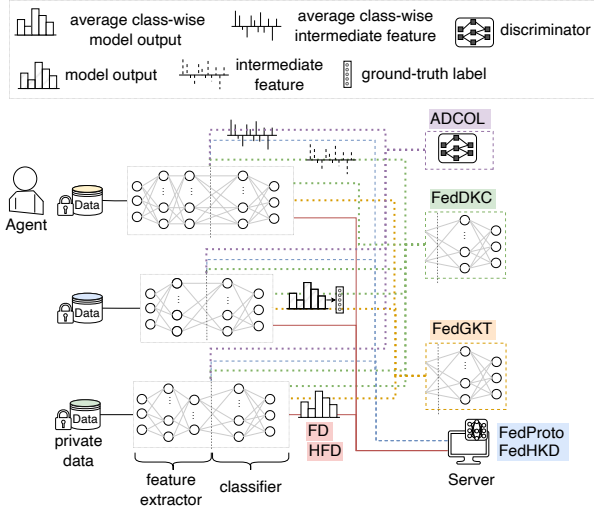 average class-wise
model output
average class-wise
intermediate feature
discriminator
model output
intermediate
feature
ground-truth label
ADCOL
Agent
Data
FedDKC
Data
FedGKT
Data
private
data
FD
HFD
FedProto
FedHKD
feature
extractor
classifier
Server